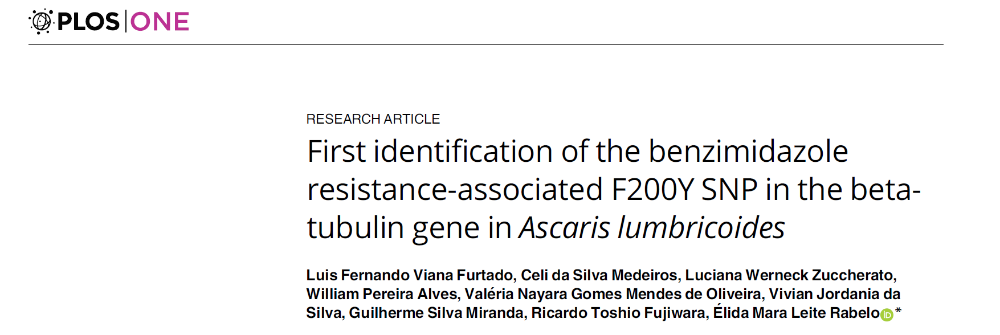 PLOS ONE
RESEARCH ARTICLE
First identification of the benzimidazole
resistance-associated F200Y SNP in the beta-
tubulin gene in Ascaris lumbricoides
Luis Fernando Viana Furtado, Celi da Silva Medeiros, Luciana Werneck Zuccherato,
William Pereira Alves, Valéria Nayara Gomes Mendes de Oliveira, Vivian Jordania da
Silva, Guilherme Silva Miranda, Ricardo Toshio Fujiwara, Élida Mara Leite Rabelo iD *